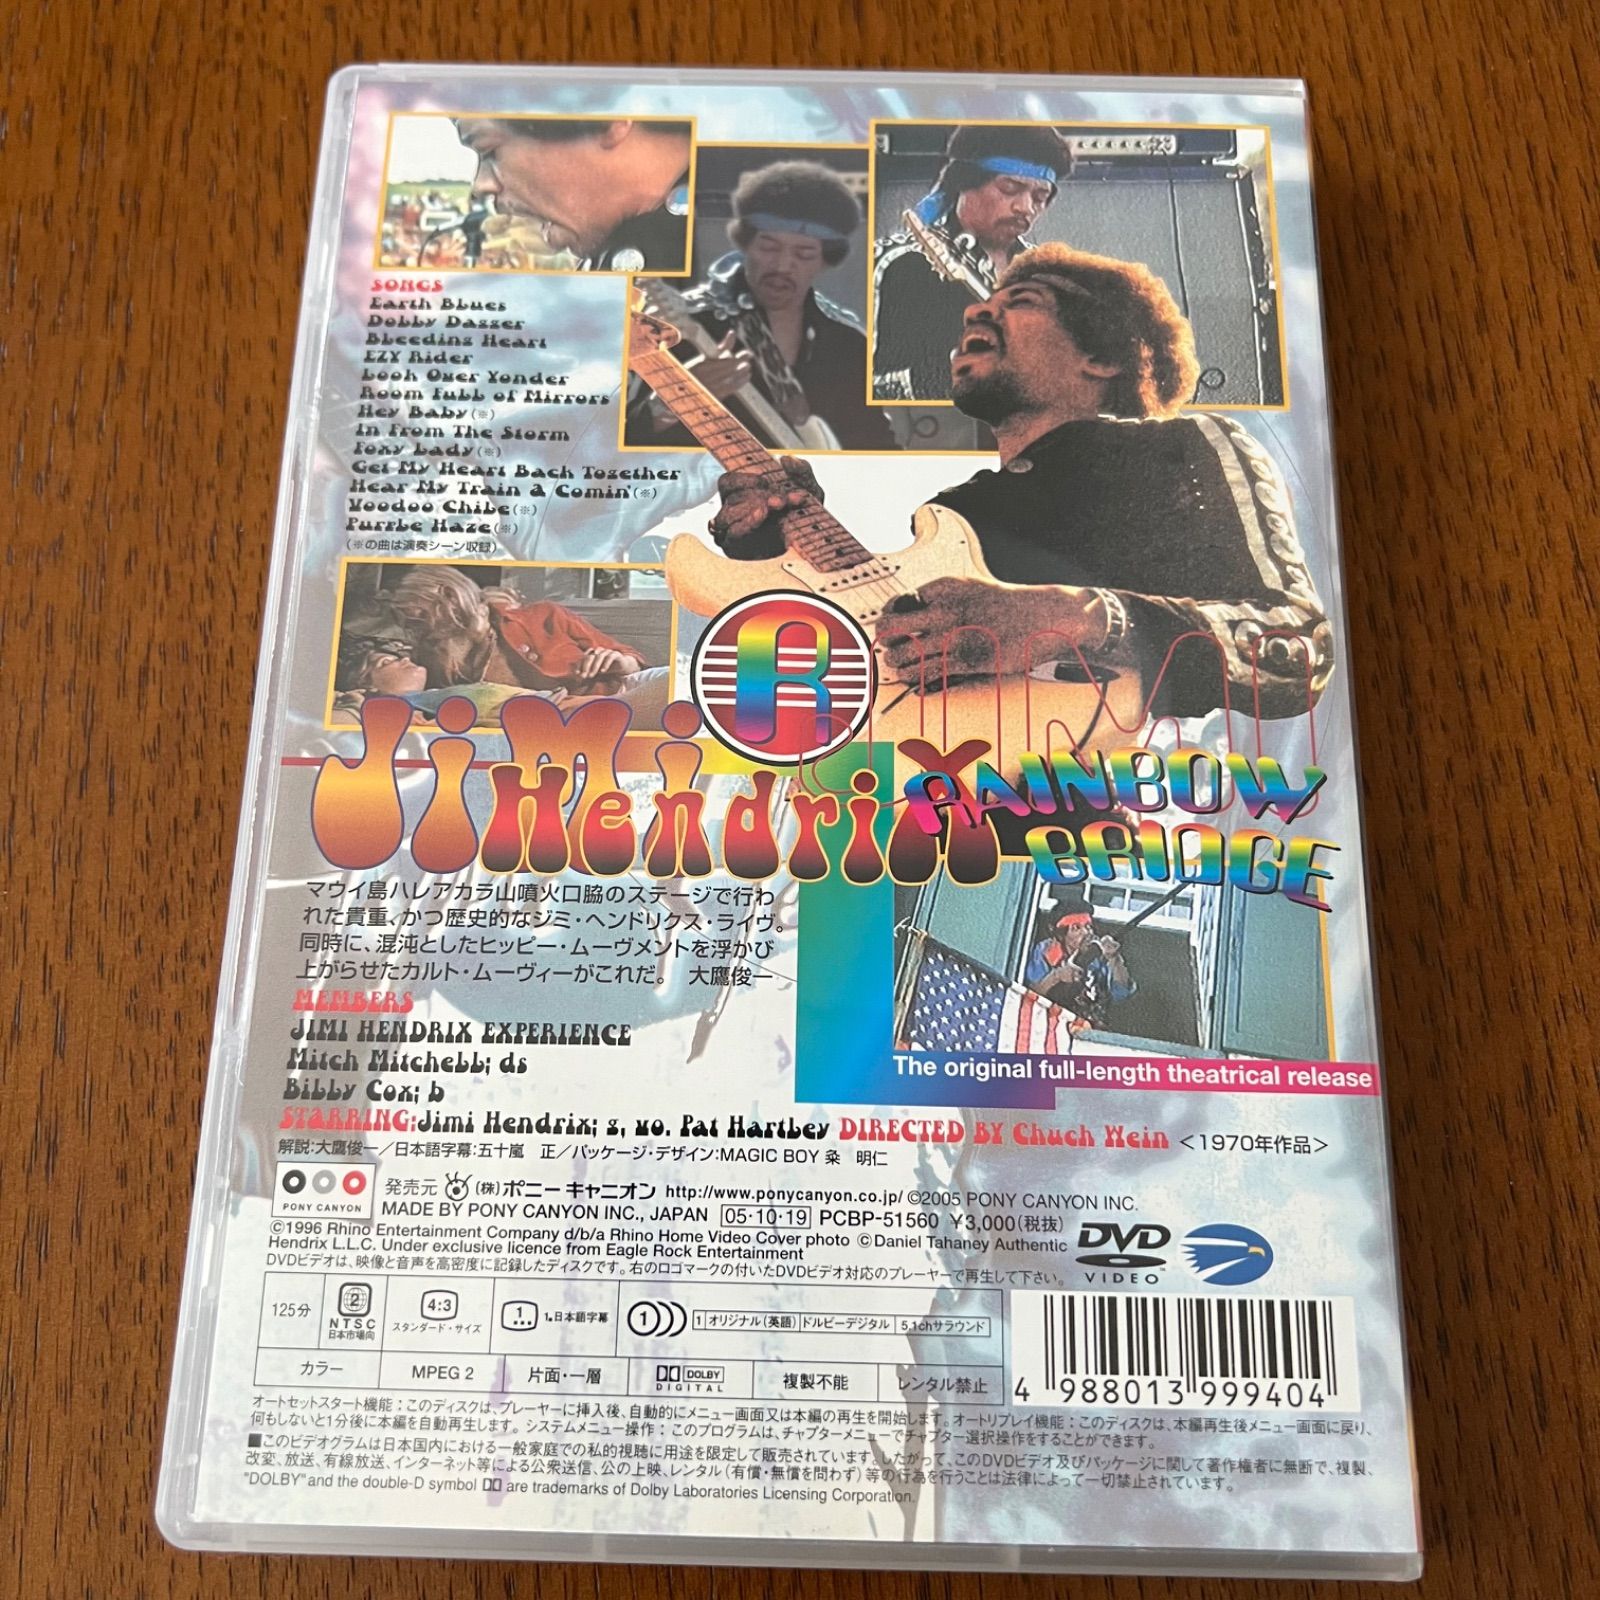 SONGS
Earth Blues
Dolly Dagger
Bleeding Heart
EZY Rider
Look Over Yonder
Room Full of Mirrors
Hey Baby(※)
In From The Storm
Foxy Lady(※)
Get My Heart Back Together
Hear My Train A Comin'(※)
Voodoo Chile(※)
Purple Haze(※)
(※の曲は演奏シーン収録)
R
JiMi
HendriX
RAINBOW
BRIDGE
マウイ島ハレアカラ山噴火口脇のステージで行わ
れた貴重、かつ歴史的なジミ・ヘンドリクス・ライヴ。
同時に、混沌としたヒッピー・ムーヴメントを浮かび
上がらせたカルト・ムーヴィーがこれだ。 大鷹俊一
MEMBERS
JIMI HENDRIX EXPERIENCE
Mitch Mitchell; ds
Billy Cox; b
The original full-length theatrical release
STARRING:Jimi Hendrix; g, vo. Pat Hartley DIRECTED BY Chuch Wein <1970年作品>
解説:大鷹俊一/日本語字幕:五十嵐 正/パッケージ・デザイン:MAGIC BOY 粂 明仁
PONY CANYON
発売元 (株)ポニーキャニオン http://www.ponycanyon.co.jp/ ©2005 PONY CANYON INC.
MADE BY PONY CANYON INC., JAPAN 05・10・19 PCBP-51560 ¥3,000(税抜)
©1996 Rhino Entertainment Company d/b/a Rhino Home Video Cover photo ©Daniel Tahaney Authentic
Hendrix L.L.C. Under exclusive licence from Eagle Rock Entertainment
DVDビデオは、映像と音声を高密度に記録したディスクです。右のロゴマークの付いたDVDビデオ対応のプレーヤーで再生して下さい。
DVD
VIDEO
125分
2
NTSC
日本市場向
4:3
スタンダード・サイズ
1
1.日本語字幕
1
1 オリジナル(英語) ドルビーデジタル 5.1chサラウンド
カラー MPEG 2 片面・一層 DOLBY DIGITAL 複製不能 レンタル禁止
4 988013 999404
オートセットスタート機能：このディスクは、プレーヤーに挿入後、自動的にメニュー画面又は本編の再生を開始します。オートリプレイ機能：このディスクは、本編再生後メニュー画面に戻り、
何もしないと1分後に本編を自動再生します。システムメニュー操作：このプログラムは、チャプターメニューでチャプター選択操作をすることができます。
■このビデオグラムは日本国内における一般家庭での私的視聴に用途を限定して販売されています。したがって、このDVDビデオ及びパッケージに関して著作権者に無断で、複製、
改変、放送、有線放送、インターネット等による公衆送信、公の上映、レンタル(有償・無償を問わず)等の行為を行うことは法律によって一切禁止されています。
"DOLBY"and the double-D symbol are trademarks of Dolby Laboratories Licensing Corporation.